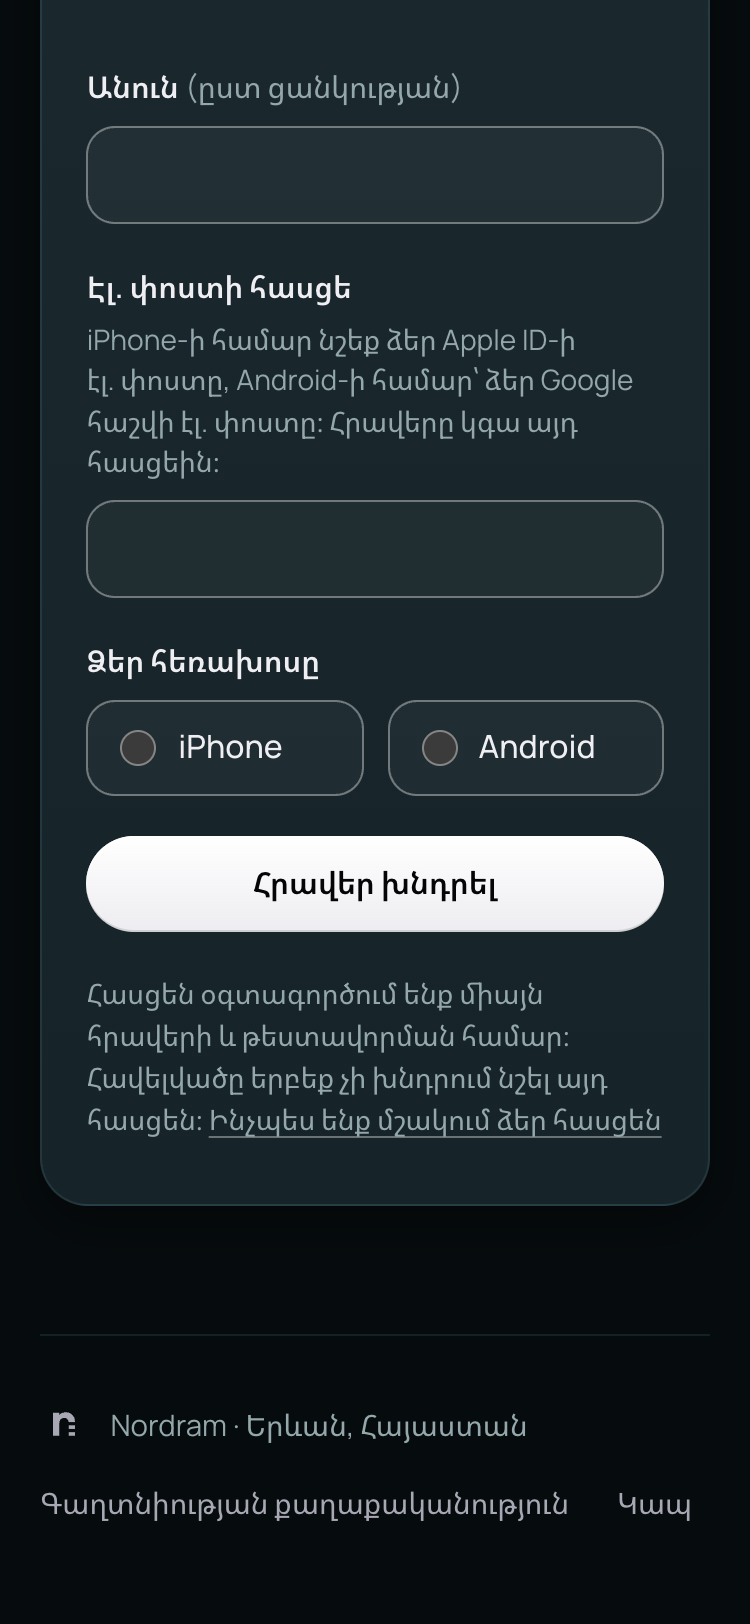 Անուն (ըստ ցանկության)
Էլ. փոստի հասցե
iPhone-ի համար նշեք ձեր Apple ID-ի
էլ. փոստը, Android-ի համար՝ ձեր Google
հաշվի էլ. փոստը։ Հրավերը կգա այդ
հասցեին։
Ձեր հեռախոսը
iPhone
Android
Հրավեր խնդրել
Հասցեն օգտագործում ենք միայն
հրավերի և թեստավորման համար։
Հավելվածը երբեք չի խնդրում նշել այդ
հասցեն։ Ինչպես ենք մշակում ձեր հասցեն
Nordram · Երևան, Հայաստան
Գաղտնիության քաղաքականություն Կապ